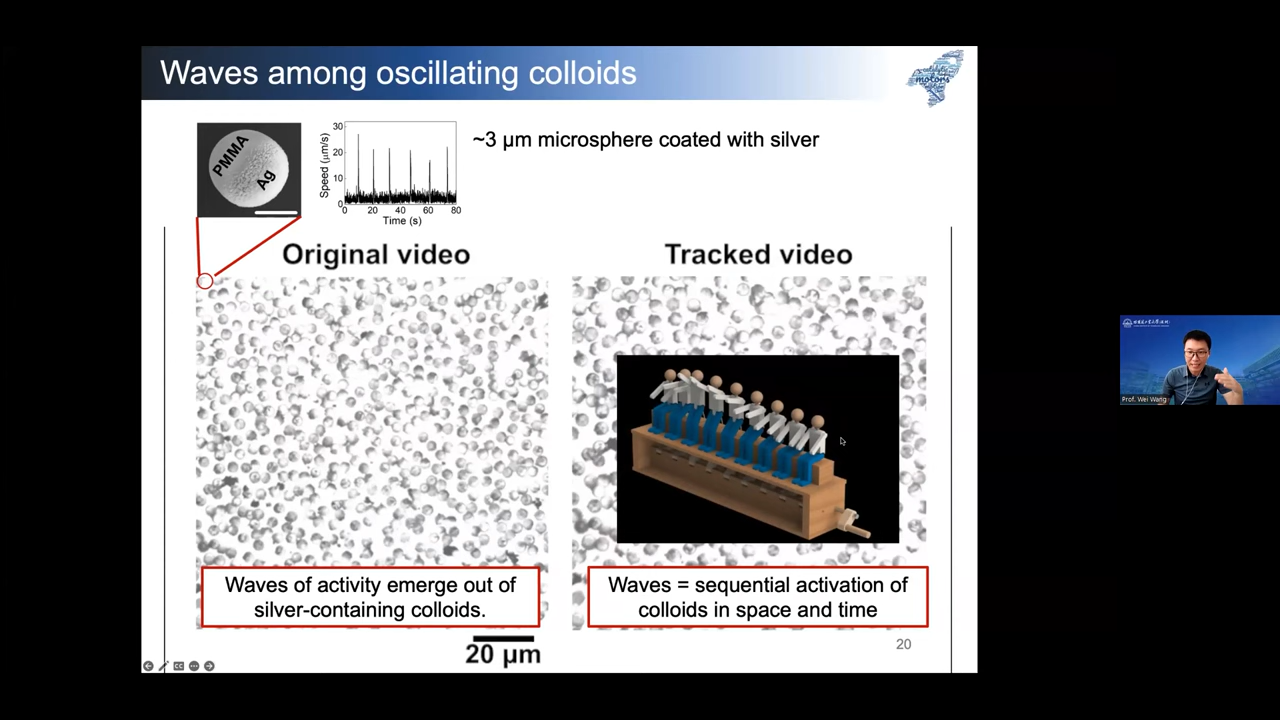 Waves among oscillating colloids
motors
PMMA
Ag
30
20
10
0
Speed (µm/s)
0 20 40 60 80
Time (s)
~3 µm microsphere coated with silver
Original video
Tracked video
Waves of activity emerge out of
silver-containing colloids.
Waves = sequential activation of
colloids in space and time
20 µm
20
Prof. Wei Wang